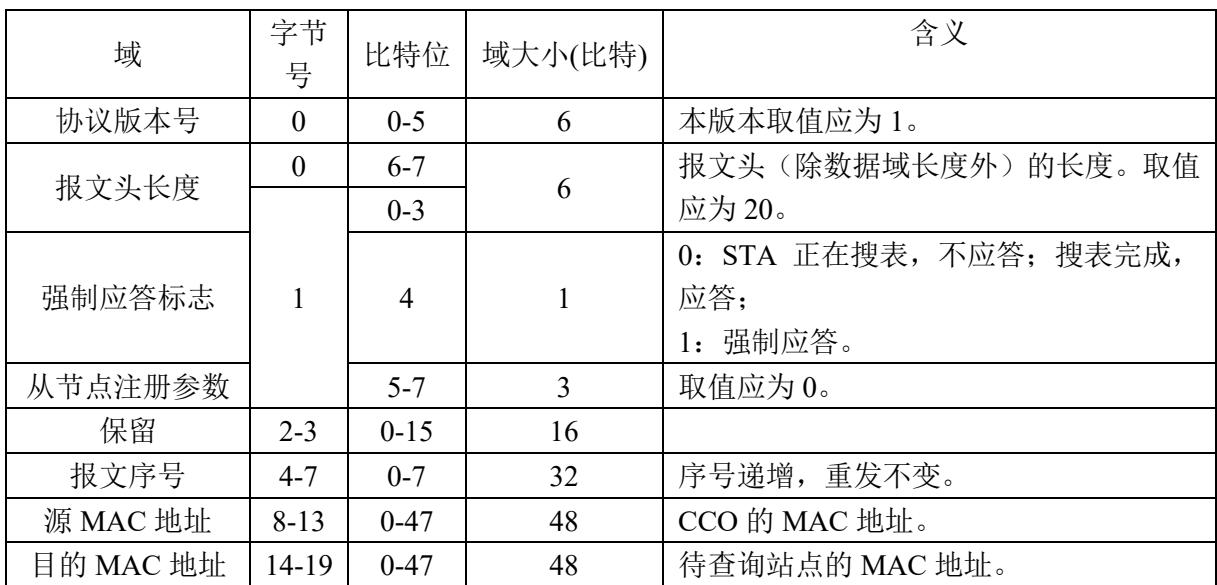 域 字节号 比特位 域大小(比特) 含义
协议版本号 0 0-5 6 本版本取值应为 1。
报文头长度 0 6-7 6 报文头（除数据域长度外）的长度。取值
0-3 应为 20。
强制应答标志 1 4 1 0：STA 正在搜表，不应答；搜表完成，
应答；
1：强制应答。
从节点注册参数 5-7 3 取值应为 0。
保留 2-3 0-15 16
报文序号 4-7 0-7 32 序号递增，重发不变。
源 MAC 地址 8-13 0-47 48 CCO 的 MAC 地址。
目的 MAC 地址 14-19 0-47 48 待查询站点的 MAC 地址。